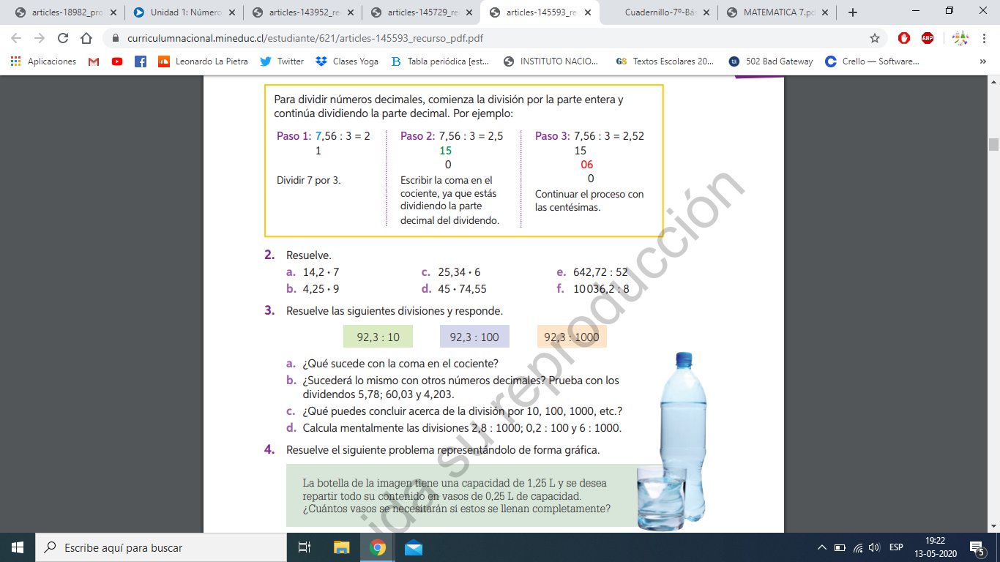 articles-18982_pro
Unidad 1: Número
articles-143952_re
articles-145729_re
articles-145593_re
Cuadernillo-7º-Bás
MATEMATICA 7.pd
curriculumnacional.mineduc.cl/estudiante/621/articles-145593_recurso_pdf.pdf
ABP
Aplicaciones
Leonardo La Pietra
Twitter
Clases Yoga
Tabla periódica [est...
INSTITUTO NACIO...
GS Textos Escolares 20...
ta 502 Bad Gateway
Crello — Software...
»
Para dividir números decimales, comienza la división por la parte entera y
continúa dividiendo la parte decimal. Por ejemplo:
Paso 1: 7,56 : 3 = 2
1
Dividir 7 por 3.
Paso 2: 7,56 : 3 = 2,5
15
0
Escribir la coma en el
cociente, ya que estás
dividiendo la parte
decimal del dividendo.
Paso 3: 7,56 : 3 = 2,52
15
06
0
Continuar el proceso con
las centésimas.
2. Resuelve.
a. 14,2 • 7
b. 4,25 • 9
c. 25,34 • 6
d. 45 • 74,55
e. 642,72 : 52
f. 10 036,2 : 8
3. Resuelve las siguientes divisiones y responde.
92,3 : 10
92,3 : 100
92,3 : 1000
a. ¿Qué sucede con la coma en el cociente?
b. ¿Sucederá lo mismo con otros números decimales? Prueba con los
dividendos 5,78; 60,03 y 4,203.
c. ¿Qué puedes concluir acerca de la división por 10, 100, 1000, etc.?
d. Calcula mentalmente las divisiones 2,8 : 1000; 0,2 : 100 y 6 : 1000.
4. Resuelve el siguiente problema representándolo de forma gráfica.
La botella de la imagen tiene una capacidad de 1,25 L y se desea
repartir todo su contenido en vasos de 0,25 L de capacidad.
¿Cuántos vasos se necesitarán si estos se llenan completamente?
ida su reproducción
Escribe aquí para buscar
ESP
19:22
13-05-2020
5